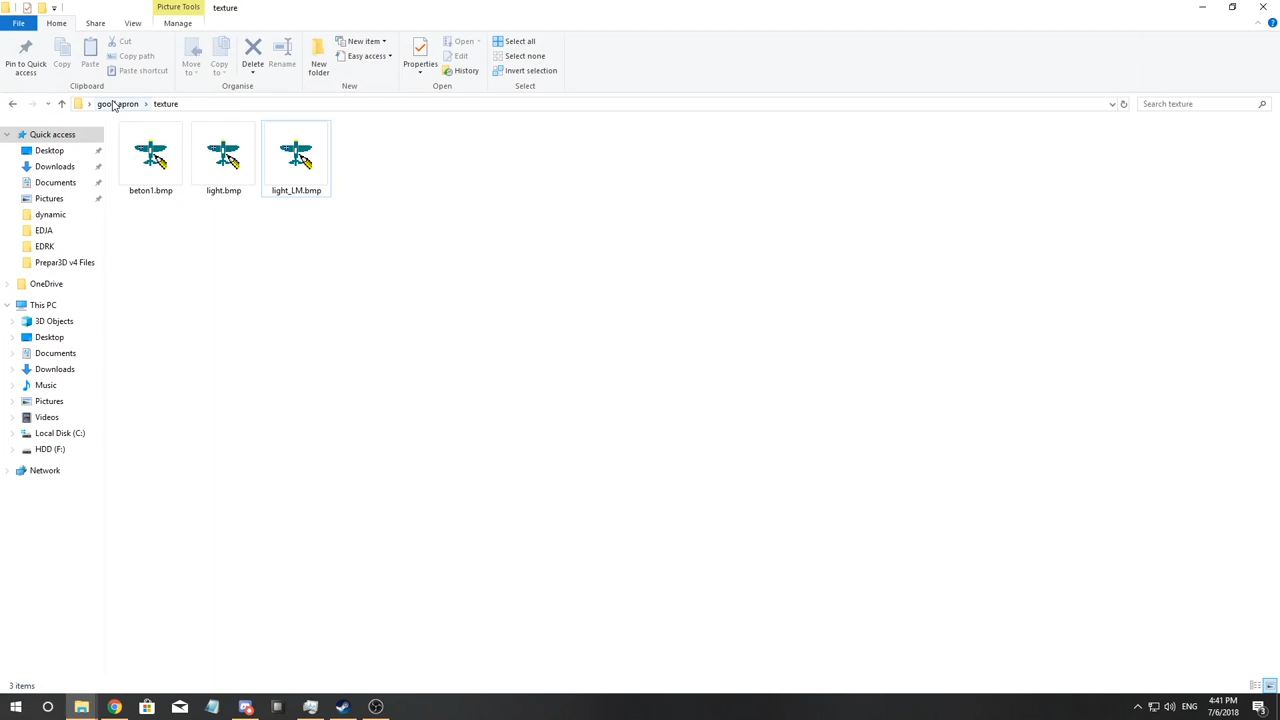 Picture Tools
texture
File
Home
Share
View
Manage
Pin to Quick access
Copy
Paste
Cut
Copy path
Paste shortcut
Clipboard
Move to
Copy to
Delete
Rename
Organise
New folder
New item
Easy access
New
Properties
Open
Edit
History
Open
Select all
Select none
Invert selection
Select
texture
Search texture
Quick access
Desktop
Downloads
Documents
Pictures
dynamic
EDJA
EDRK
Prepar3D v4 Files
OneDrive
This PC
3D Objects
Desktop
Documents
Downloads
Music
Pictures
Videos
Local Disk (C:)
HDD (F:)
Network
beton1.bmp
light.bmp
light_LM.bmp
3 items
ENG
4:41 PM
7/6/2018